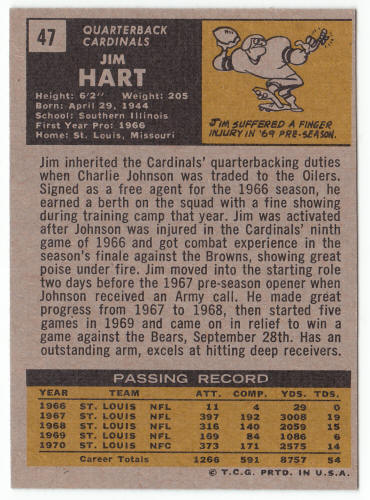 47
QUARTERBACK
CARDINALS
JIM
HART
Height: 6'2" Weight: 205
Born: April 29, 1944
School: Southern Illinois
First Year Pro: 1966
Home: St. Louis, Missouri
JIM SUFFERED A FINGER
INJURY IN '69 PRE-SEASON.
Jim inherited the Cardinals' quarterbacking duties
when Charlie Johnson was traded to the Oilers.
Signed as a free agent for the 1966 season, he
earned a berth on the squad with a fine showing
during training camp that year. Jim was activated
after Johnson was injured in the Cardinals' ninth
game of 1966 and got combat experience in the
season's finale against the Browns, showing great
poise under fire. Jim moved into the starting role
two days before the 1967 pre-season opener when
Johnson received an Army call. He made great
progress from 1967 to 1968, then started five
games in 1969 and came on in relief to win a
game against the Bears, September 28th. Has
an outstanding arm, excels at hitting deep receivers.
PASSING RECORD
YEAR TEAM ATT. COMP. YDS. TDS.
1966 ST. LOUIS NFL 11 4 29 0
1967 ST. LOUIS NFL 397 192 3008 19
1968 ST. LOUIS NFL 316 140 2059 15
1969 ST. LOUIS NFL 169 84 1086 6
1970 ST. LOUIS NFC 373 171 2575 14
Career Totals 1266 591 8757 54
© T.C.G. PRTD. IN U.S.A.